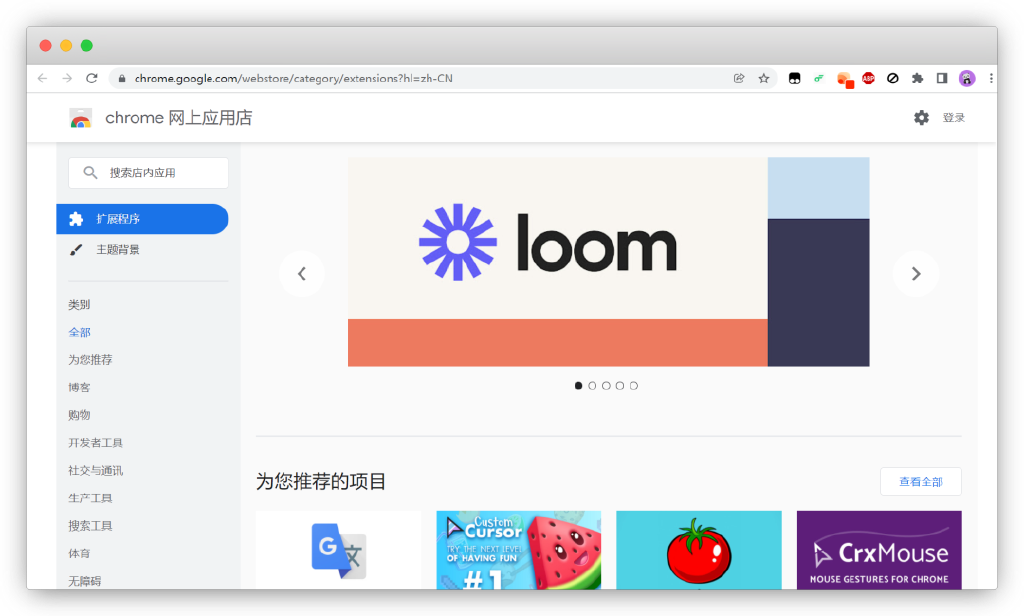 chrome.google.com/webstore/category/extensions?hl=zh-CN
ABP
chrome 网上应用店
登录
搜索店内应用
扩展程序
主题背景
类别
全部
为您推荐
博客
购物
开发者工具
社交与通讯
生产工具
搜索工具
体育
无障碍
loom
为您推荐的项目
查看全部
G 文
Custom
Cursor
TRY THE NEXT LEVEL
OF HAVING FUN
#1
CrxMouse
MOUSE GESTURES FOR CHROME